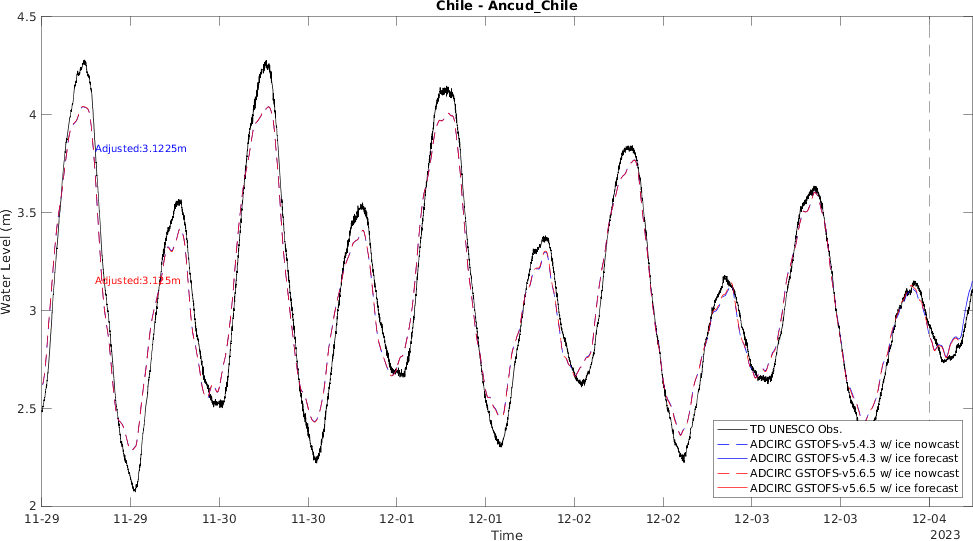 Chile - Ancud_Chile
4.5
4
3.5
3
2.5
2
Water Level (m)
Adjusted:3.1225m
Adjusted:3.125m
TD UNESCO Obs.
ADCIRC GSTOFS-v5.4.3 w/ ice nowcast
ADCIRC GSTOFS-v5.4.3 w/ ice forecast
ADCIRC GSTOFS-v5.6.5 w/ ice nowcast
ADCIRC GSTOFS-v5.6.5 w/ ice forecast
11-29 11-29 11-30 11-30 12-01 12-01 12-02 12-02 12-03 12-03 12-04
Time
2023